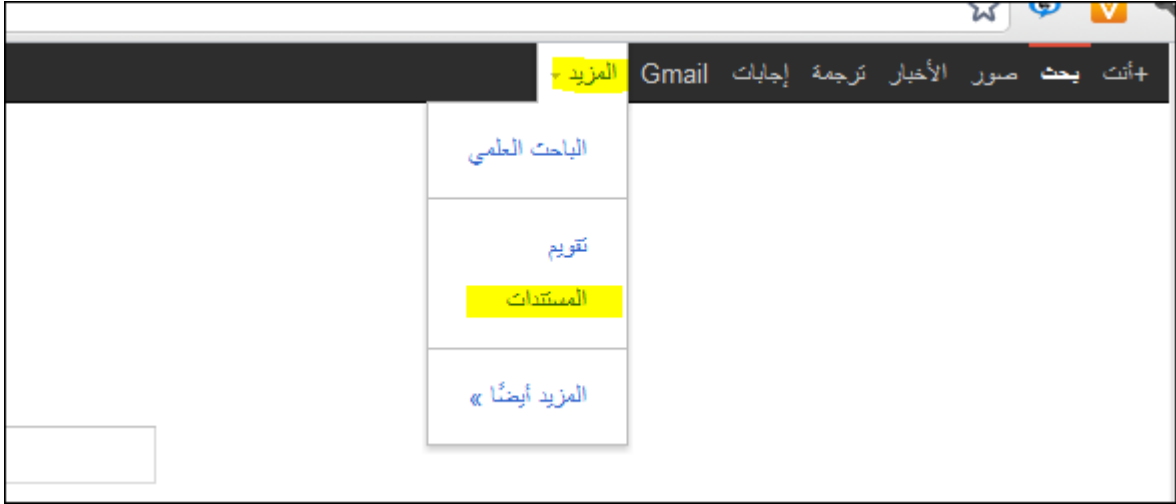 +أنت بحث صور الأخبار ترجمة إجابات Gmail المزيد
الباحث العلمي
تقويم
المستندات
المزيد أيضًا »